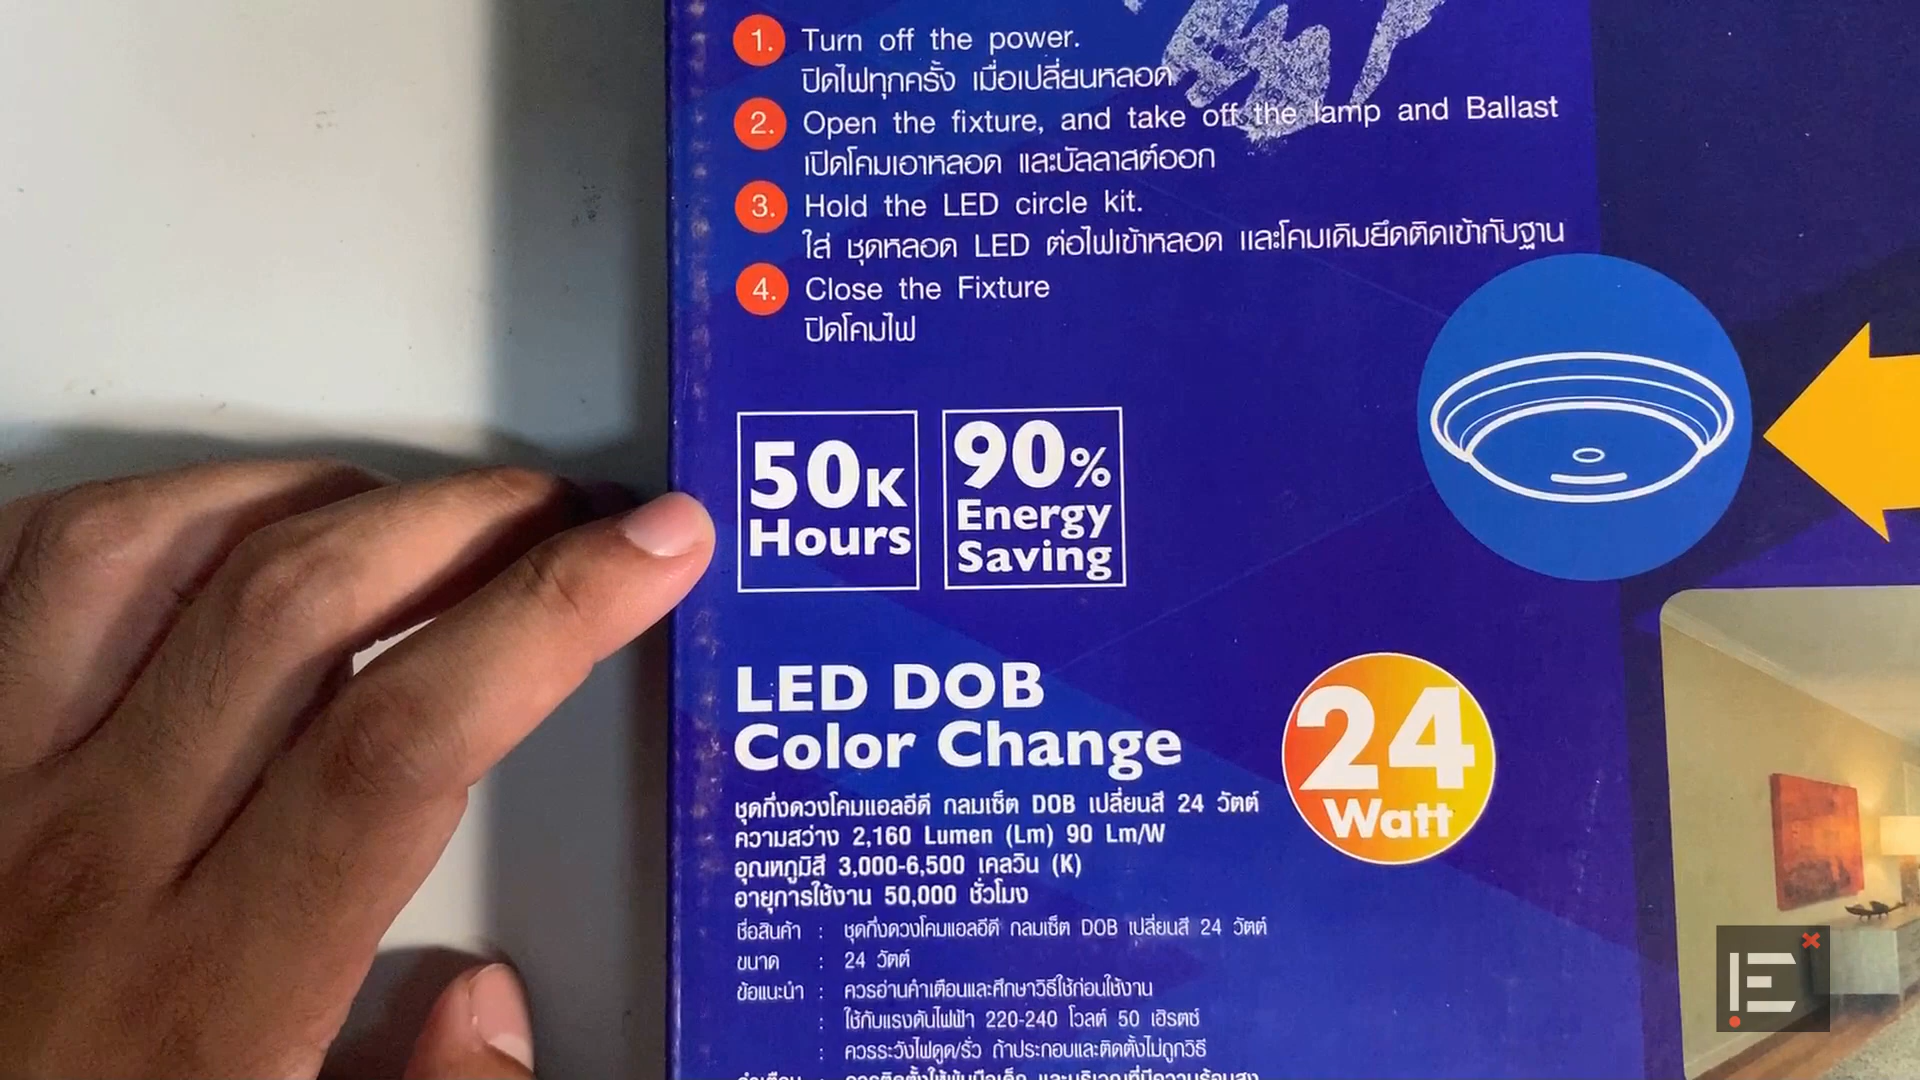 1. Turn off the power.
ปิดไฟทุกครั้ง เมื่อเปลี่ยนหลอด
2. Open the fixture, and take off the lamp and Ballast
เปิดโคมเอาหลอด และบัลลาสต์ออก
3. Hold the LED circle kit.
ใส่ ชุดหลอด LED ต่อไฟเข้าหลอด และโคมเดิมยึดติดเข้ากับฐาน
4. Close the Fixture
ปิดโคมไฟ
50K
Hours
90%
Energy
Saving
LED DOB
Color Change
24
Watt
ชุดกึ่งดวงโคมแอลอีดี กลมเซ็ต DOB เปลี่ยนสี 24 วัตต์
ความสว่าง 2,160 Lumen (Lm) 90 Lm/W
อุณหภูมิสี 3,000-6,500 เคลวิน (K)
อายุการใช้งาน 50,000 ชั่วโมง
ชื่อสินค้า : ชุดกึ่งดวงโคมแอลอีดี กลมเซ็ต DOB เปลี่ยนสี 24 วัตต์
ขนาด : 24 วัตต์
ข้อแนะนำ : ควรอ่านคำเตือนและศึกษาวิธีใช้ก่อนใช้งาน
: ใช้กับแรงดันไฟฟ้า 220-240 โวลต์ 50 เฮิรตซ์
: ควรระวังไฟดูด/รั่ว ถ้าประกอบและติดตั้งไม่ถูกวิธี